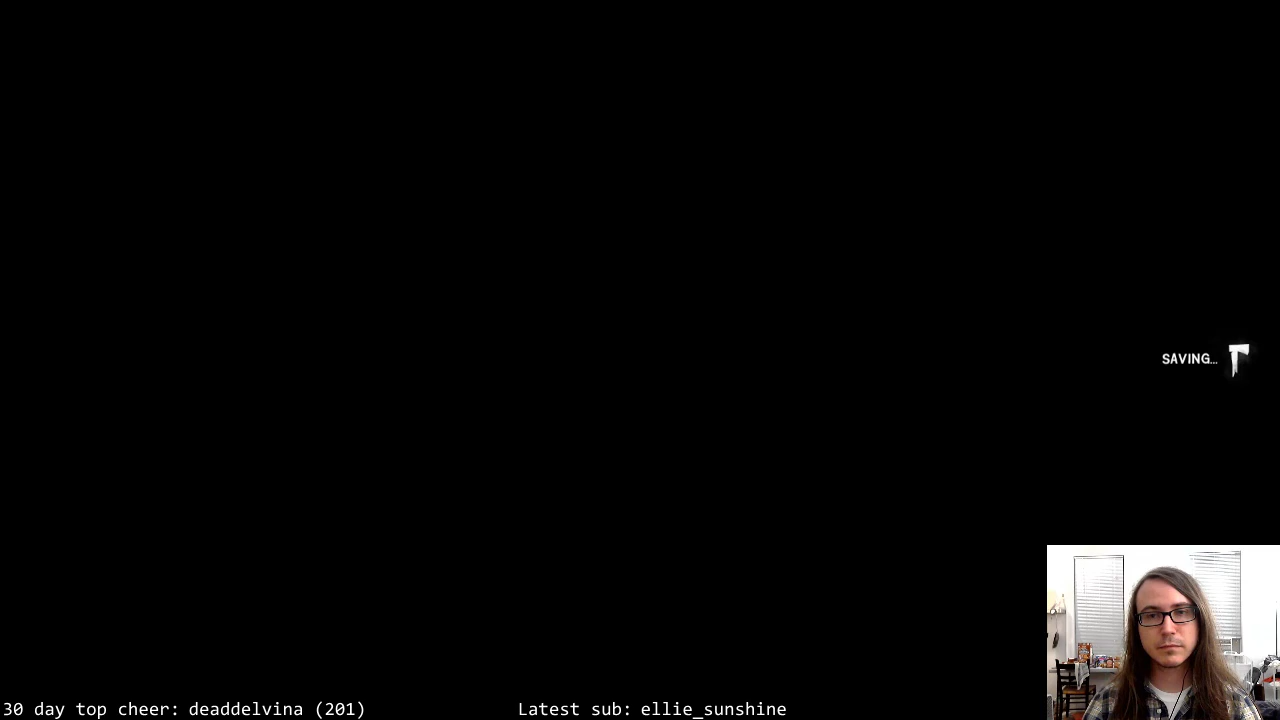 SAVING...
30 day top cheer: deaddelvina (201)
Latest sub: ellie_sunshine